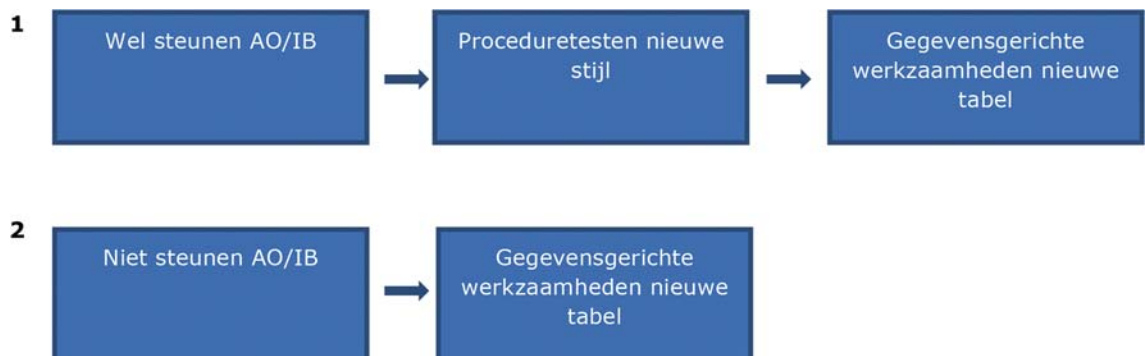 1
Wel steunen AO/IB
Proceduretesten nieuwe
stijl
Gegevensgerichte
werkzaamheden nieuwe
tabel
2
Niet steunen AO/IB
Gegevensgerichte
werkzaamheden nieuwe
tabel